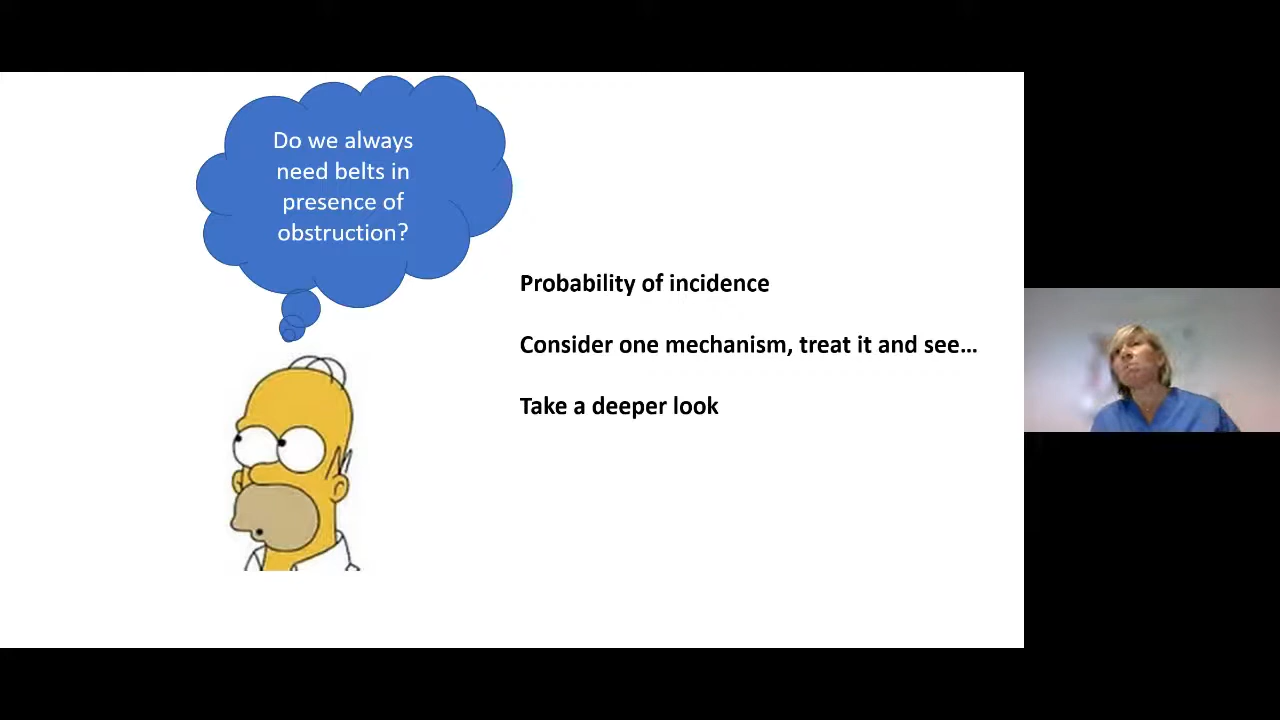 Do we always
need belts in
presence of
obstruction?
Probability of incidence
Consider one mechanism, treat it and see…
Take a deeper look